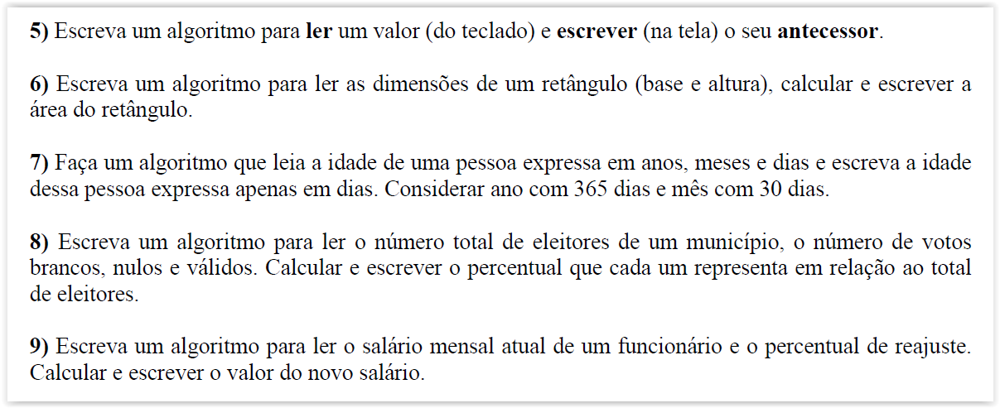 5) Escreva um algoritmo para ler um valor (do teclado) e escrever (na tela) o seu antecessor.
6) Escreva um algoritmo para ler as dimensões de um retângulo (base e altura), calcular e escrever a
área do retângulo.
7) Faça um algoritmo que leia a idade de uma pessoa expressa em anos, meses e dias e escreva a idade
dessa pessoa expressa apenas em dias. Considerar ano com 365 dias e mês com 30 dias.
8) Escreva um algoritmo para ler o número total de eleitores de um município, o número de votos
brancos, nulos e válidos. Calcular e escrever o percentual que cada um representa em relação ao total
de eleitores.
9) Escreva um algoritmo para ler o salário mensal atual de um funcionário e o percentual de reajuste.
Calcular e escrever o valor do novo salário.